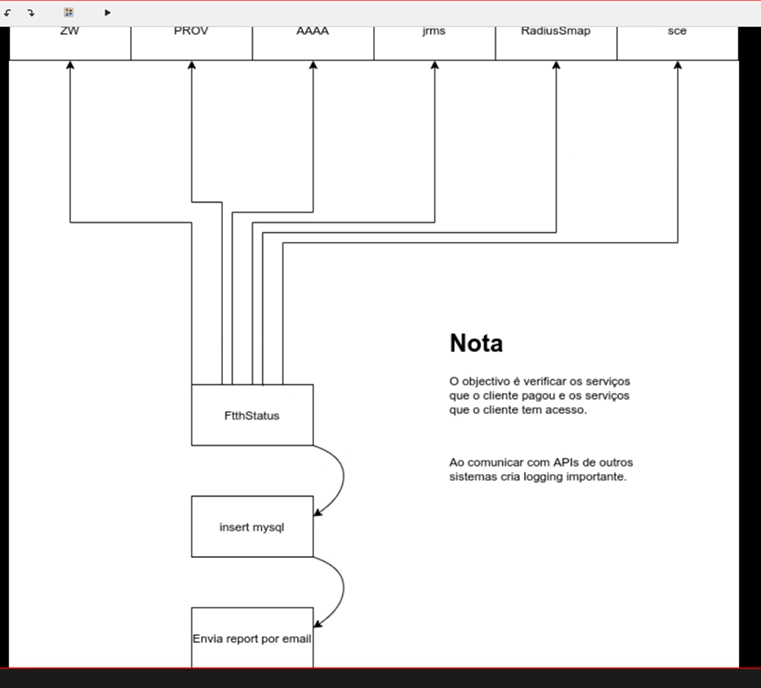 ZW PROV AAAA jrms RadiusSmap sce
Nota
O objectivo é verificar os serviços
que o cliente pagou e os serviços
que o cliente tem acesso.
FtthStatus
Ao comunicar com APIs de outros
sistemas cria logging importante.
insert mysql
Envia report por email